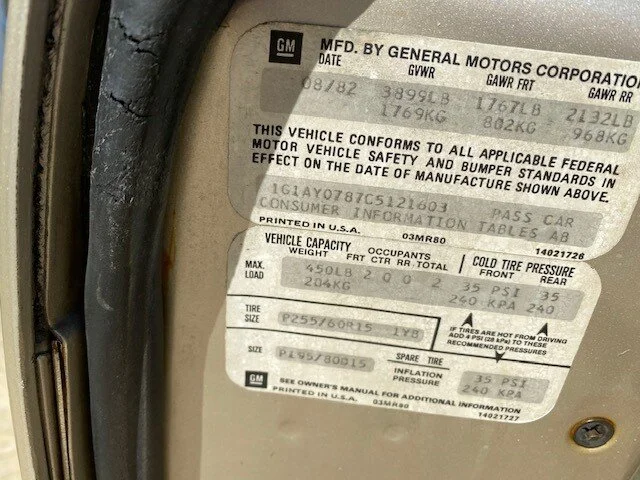 GM MFD. BY GENERAL MOTORS CORPORATIO
DATE GVWR GAWR FRT GAWR RR
08/82 3899LB 1767LB 2132LB
1769KG 802KG 968KG
THIS VEHICLE CONFORMS TO ALL APPLICABLE FEDERAL
MOTOR VEHICLE SAFETY AND BUMPER STANDARDS IN
EFFECT ON THE DATE OF MANUFACTURE SHOWN ABOVE.
1G1AY0787C5121603 PASS CAR
CONSUMER INFORMATION TABLES AB
PRINTED IN U.S.A. 03MR80 14021726
VEHICLE CAPACITY OCCUPANTS COLD TIRE PRESSURE
WEIGHT FRT CTR RR TOTAL FRONT REAR
MAX. LOAD 450LB 2 0 0 2 35 PSI 35
204KG 240 KPA 240
TIRE SIZE P255/60R15 1Y8
IF TIRES ARE HOT FROM DRIVING
ADD 4 PSI (28 kPa) TO THESE
RECOMMENDED PRESSURES
SIZE P195/80D15 SPARE TIRE
INFLATION PRESSURE 35 PSI
240 KPA
GM SEE OWNER'S MANUAL FOR ADDITIONAL INFORMATION
PRINTED IN U.S.A. 03MR80 14021727